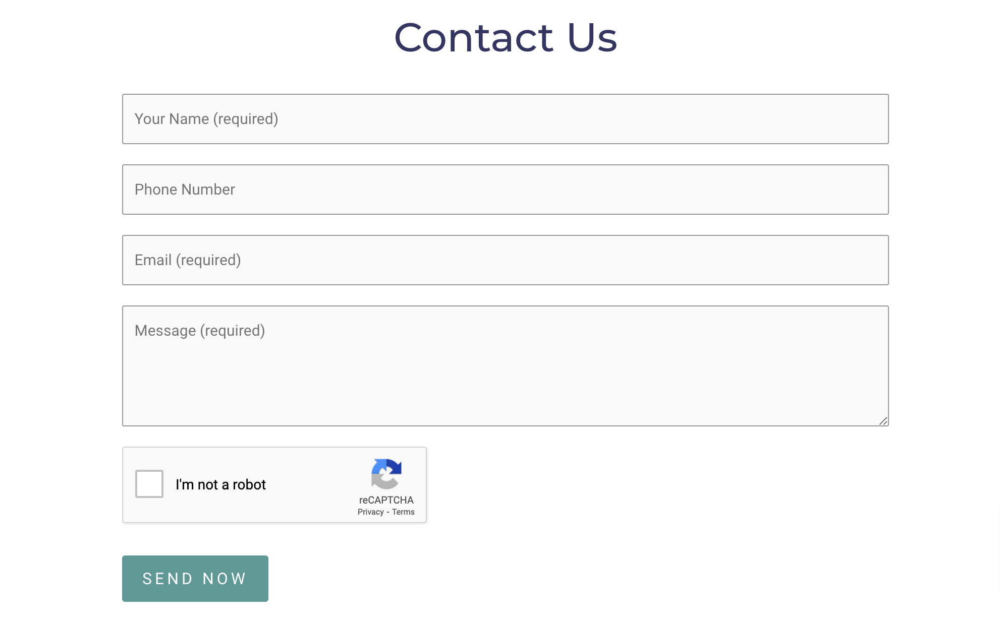 Contact Us
Your Name (required)
Phone Number
Email (required)
Message (required)
I'm not a robot
reCAPTCHA
Privacy - Terms
SEND NOW